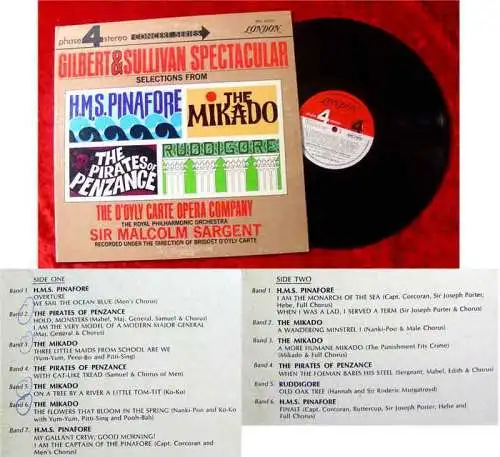 phase 4 stereo CONCERT SERIES
LONDON
GILBERT & SULLIVAN SPECTACULAR
SELECTIONS FROM
H.M.S. PINAFORE
THE MIKADO
THE PIRATES OF PENZANCE
RUDDIGORE
THE D'OYLY CARTE OPERA COMPANY
THE ROYAL PHILHARMONIC ORCHESTRA
SIR MALCOLM SARGENT
RECORDED UNDER THE DIRECTION OF BRIDGET D'OYLY CARTE
4
SIDE ONE
Band 1 H.M.S. PINAFORE
OVERTURE
WE SAIL THE OCEAN BLUE (Men's Chorus)
Band 2. THE PIRATES OF PENZANCE
HOLD, MONSTERS (Mabel, Maj. General, Samuel & Chorus)
I AM THE VERY MODEL OF A MODERN MAJOR GENERAL
(Maj. General & Chorus)
Band 3. THE MIKADO
THREE LITTLE MAIDS FROM SCHOOL ARE WE
(Yum-Yum, Peep-Bo and Pitti-Sing)
Band 4. THE PIRATES OF PENZANCE
WITH CAT-LIKE TREAD (Samuel & Chorus of Men)
Band 5. THE MIKADO
ON A TREE BY A RIVER A LITTLE TOM-TIT (Ko-Ko)
Band 6. THE MIKADO
THE FLOWERS THAT BLOOM IN THE SPRING (Nanki-Poo and Ko-Ko
with Yum-Yum, Pitti-Sing and Pooh-Bah)
Band 7. H.M.S. PINAFORE
MY GALLANT CREW, GOOD MORNING!
I AM THE CAPTAIN OF THE PINAFORE (Capt. Corcoran and
Men's Chorus)
SIDE TWO
Band 1 H.M.S. PINAFORE
I AM THE MONARCH OF THE SEA (Capt. Corcoran, Sir Joseph Porter,
Hebe, Full Chorus)
WHEN I WAS A LAD, I SERVED A TERM (Sir Joseph Porter & Chorus)
Band 2. THE MIKADO
A WANDERING MINSTREL I (Nanki-Poo & Male Chorus)
Band 3. THE MIKADO
A MORE HUMANE MIKADO (The Punishment Fits Crime)
(Mikado & Full Chorus)
Band 4. THE PIRATES OF PENZANCE
WHEN THE FOEMAN BARES HIS STEEL (Sergeant, Mabel, Edith & Chorus)
Band 5. RUDDIGORE
OLD OAK TREE (Hannah and Sir Roderic Murgatroyd)
Band 6. H.M.S. PINAFORE
FINALE (Capt. Corcoran, Buttercup, Sir Joseph Porter, Hebe and
Full Chorus)